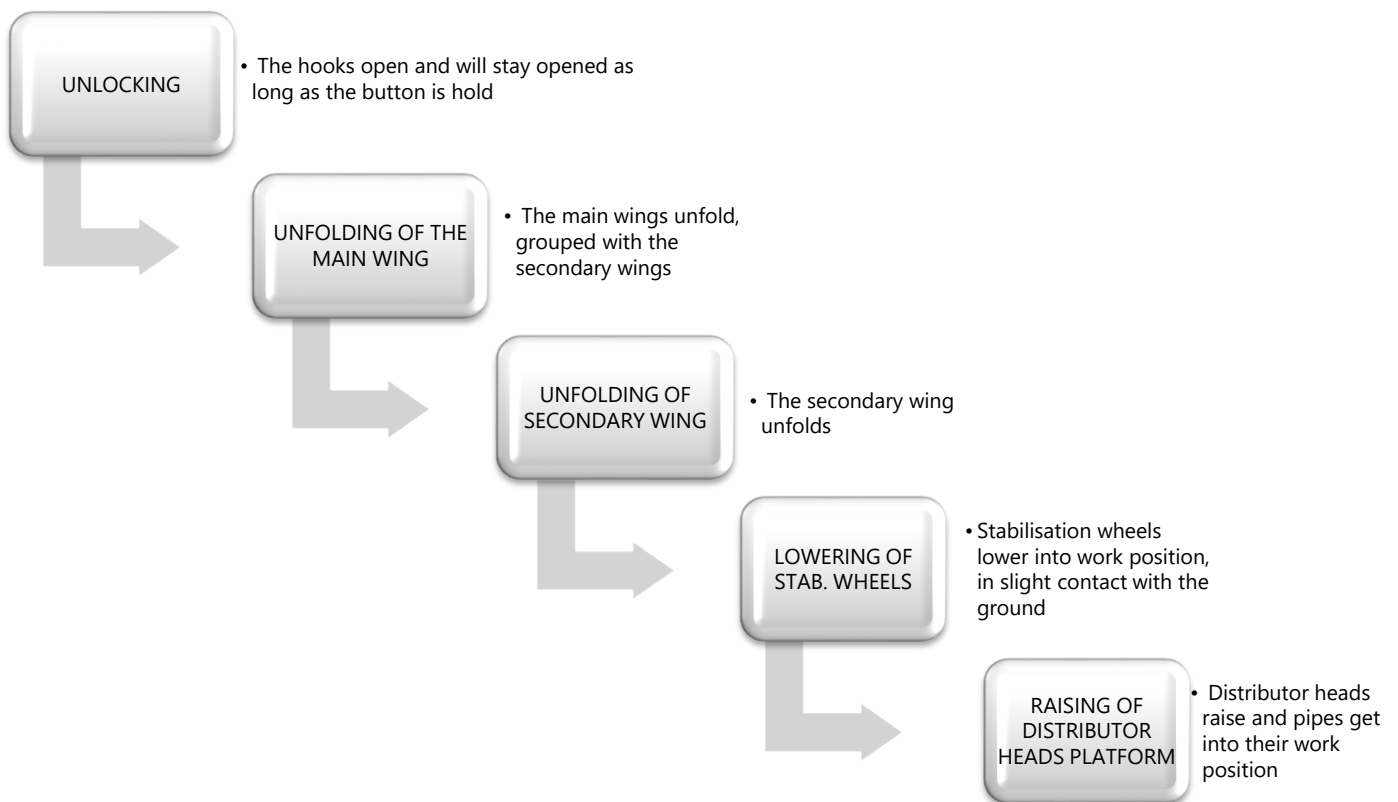 UNLOCKING
• The hooks open and will stay opened as
long as the button is hold
UNFOLDING OF THE
MAIN WING
• The main wings unfold,
grouped with the
secondary wings
UNFOLDING OF
SECONDARY WING
• The secondary wing
unfolds
LOWERING OF
STAB. WHEELS
• Stabilisation wheels
lower into work position,
in slight contact with the
ground
RAISING OF
DISTRIBUTOR
HEADS PLATFORM
• Distributor heads
raise and pipes get
into their work
position